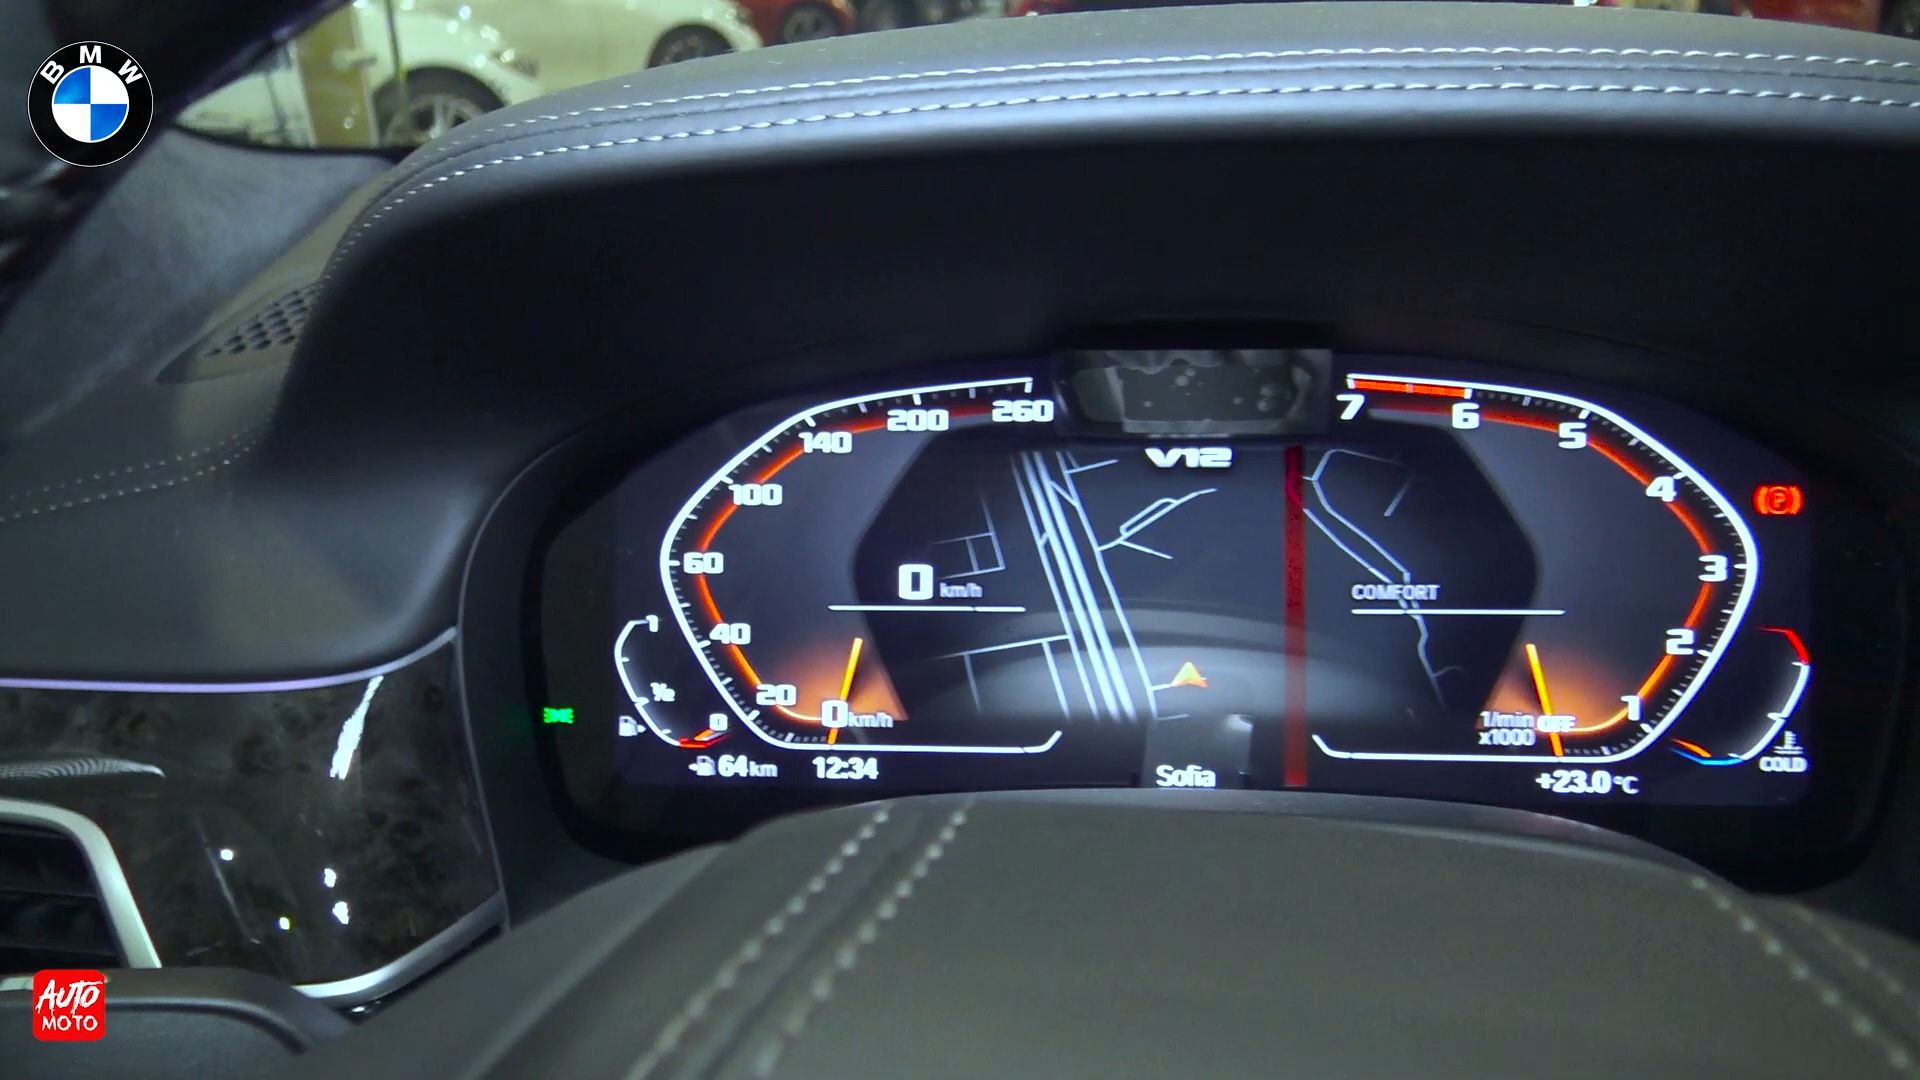 BMW
260
200
140
100
60
40
20
0 km/h
0 km/h
V12
7
6
5
4
3
2
1
COMFORT
1/min
x1000
OFF
1
½
0
64 km
12:34
Sofia
+23.0 °C
COLD
P
AUTO
MOTO